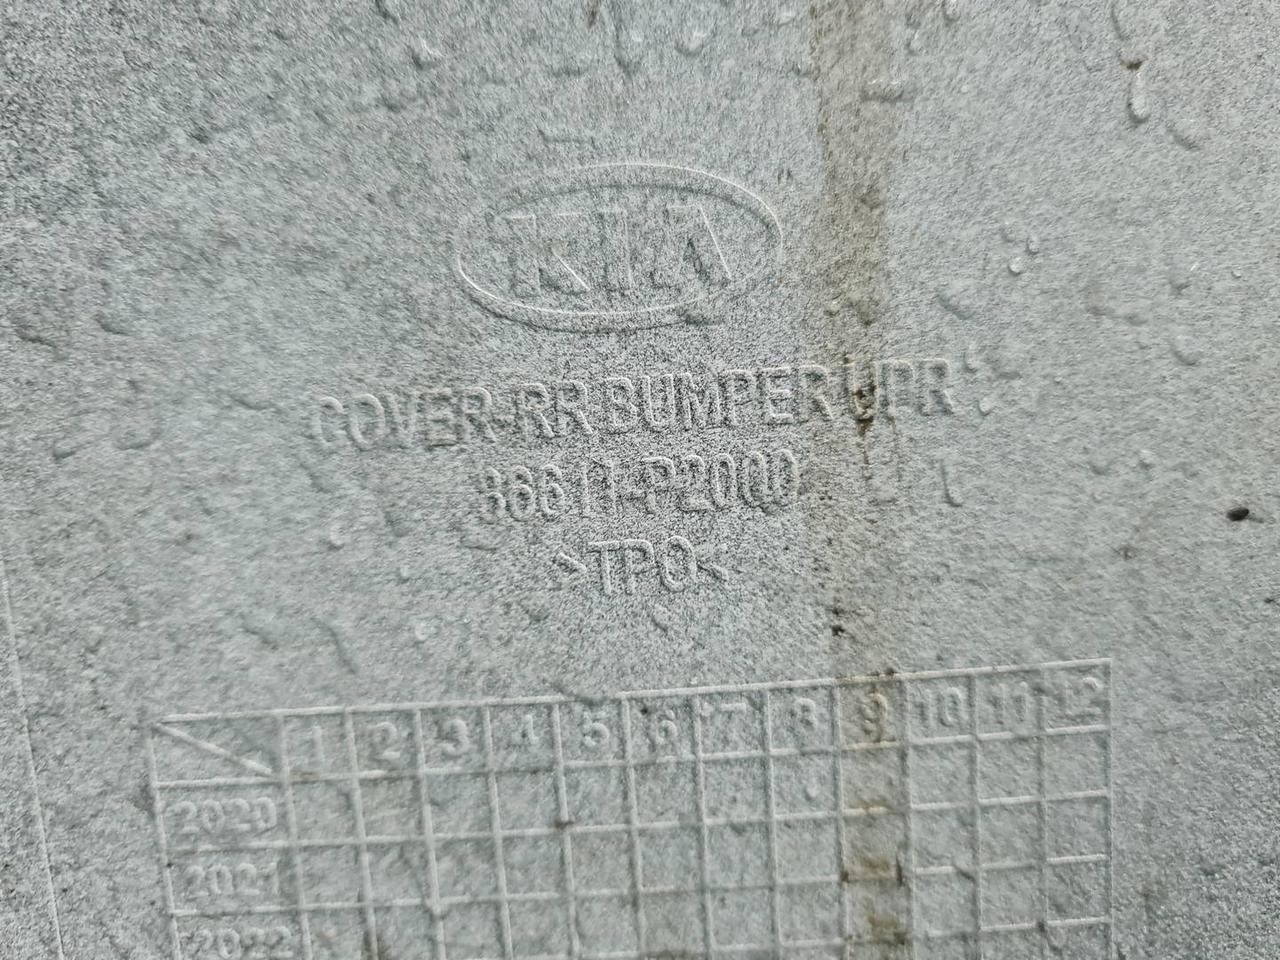 KIA
COVER-RR BUMPER UPR
86611-P2000
>TPO<
1 2 3 4 5 6 7 8 9 10 11 12
2020
2021
2022